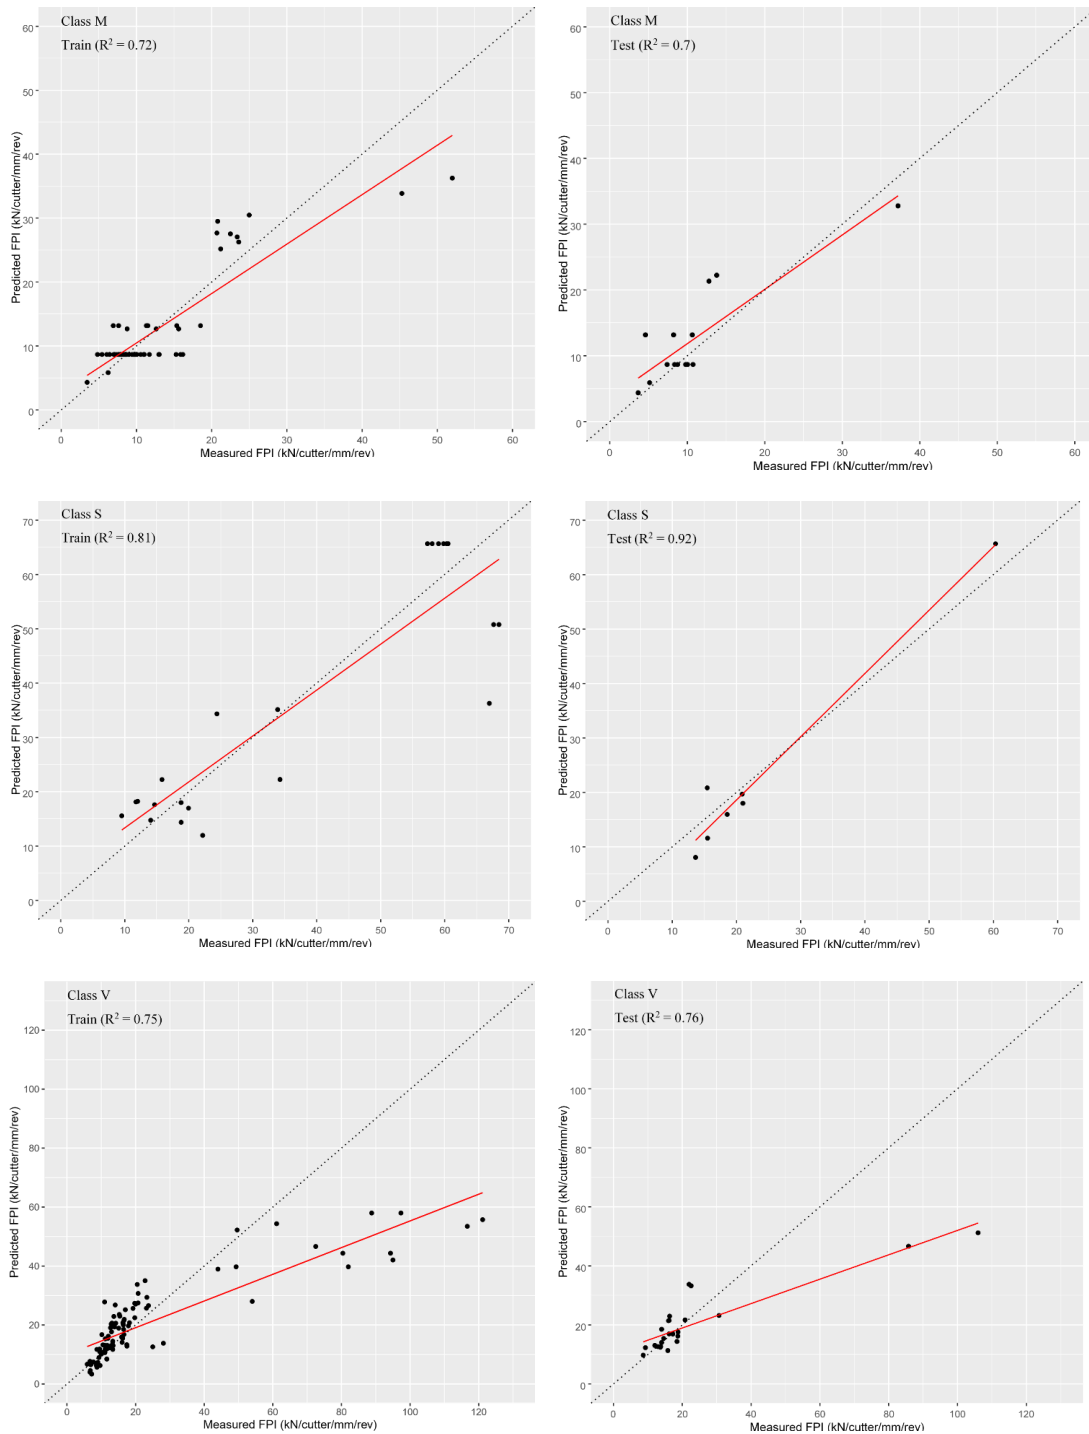 Class M
Train (R² = 0.72)
Predicted FPI (kN/cutter/mm/rev)
60
50
40
30
20
10
0
0 10 20 30 40 50 60
Measured FPI (kN/cutter/mm/rev)
Class M
Test (R² = 0.7)
Predicted FPI (kN/cutter/mm/rev)
60
50
40
30
20
10
0
0 10 20 30 40 50 60
Measured FPI (kN/cutter/mm/rev)
Class S
Train (R² = 0.81)
Predicted FPI (kN/cutter/mm/rev)
70
60
50
40
30
20
10
0
0 10 20 30 40 50 60 70
Measured FPI (kN/cutter/mm/rev)
Class S
Test (R² = 0.92)
Predicted FPI (kN/cutter/mm/rev)
70
60
50
40
30
20
10
0
0 10 20 30 40 50 60 70
Measured FPI (kN/cutter/mm/rev)
Class V
Train (R² = 0.75)
Predicted FPI (kN/cutter/mm/rev)
120
100
80
60
40
20
0
0 20 40 60 80 100 120
Measured FPI (kN/cutter/mm/rev)
Class V
Test (R² = 0.76)
Predicted FPI (kN/cutter/mm/rev)
120
100
80
60
40
20
0
0 20 40 60 80 100 120
Measured FPI (kN/cutter/mm/rev)